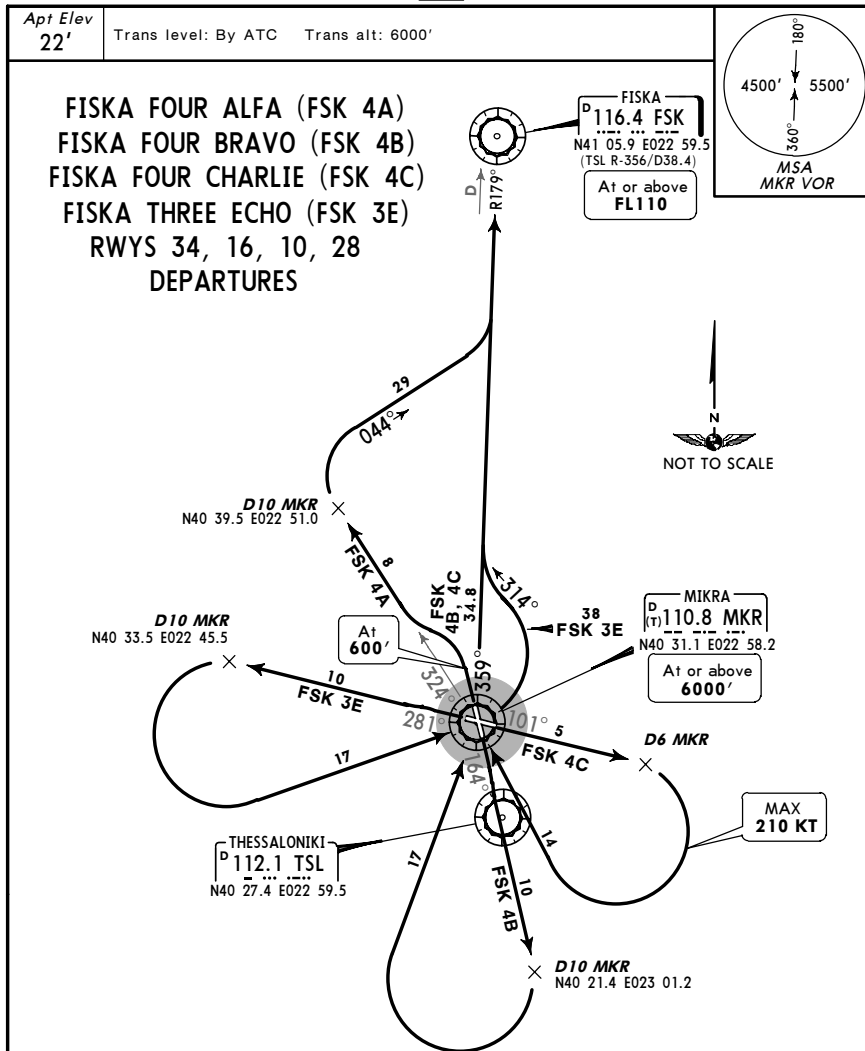 Apt Elev
22'
Trans level: By ATC Trans alt: 6000'
180°
4500' 5500'
360°
MSA
MKR VOR
FISKA FOUR ALFA (FSK 4A)
FISKA FOUR BRAVO (FSK 4B)
FISKA FOUR CHARLIE (FSK 4C)
FISKA THREE ECHO (FSK 3E)
RWYS 34, 16, 10, 28
DEPARTURES
FISKA
D 116.4 FSK
N41 05.9 E022 59.5
(TSL R-356/D38.4)
At or above
FL110
D
R179°
29
044°
N
NOT TO SCALE
D10 MKR
N40 39.5 E022 51.0
8
FSK 4A
FSK
4B, 4C
34.8
314°
38
FSK 3E
MIKRA
D
(T) 110.8 MKR
N40 31.1 E022 58.2
At or above
6000'
D10 MKR
N40 33.5 E022 45.5
At
600'
324°
359°
10
FSK 3E
281°
101°
5
FSK 4C
D6 MKR
17
164°
MAX
210 KT
THESSALONIKI
D 112.1 TSL
N40 27.4 E022 59.5
17
14
10
FSK 4B
D10 MKR
N40 21.4 E023 01.2